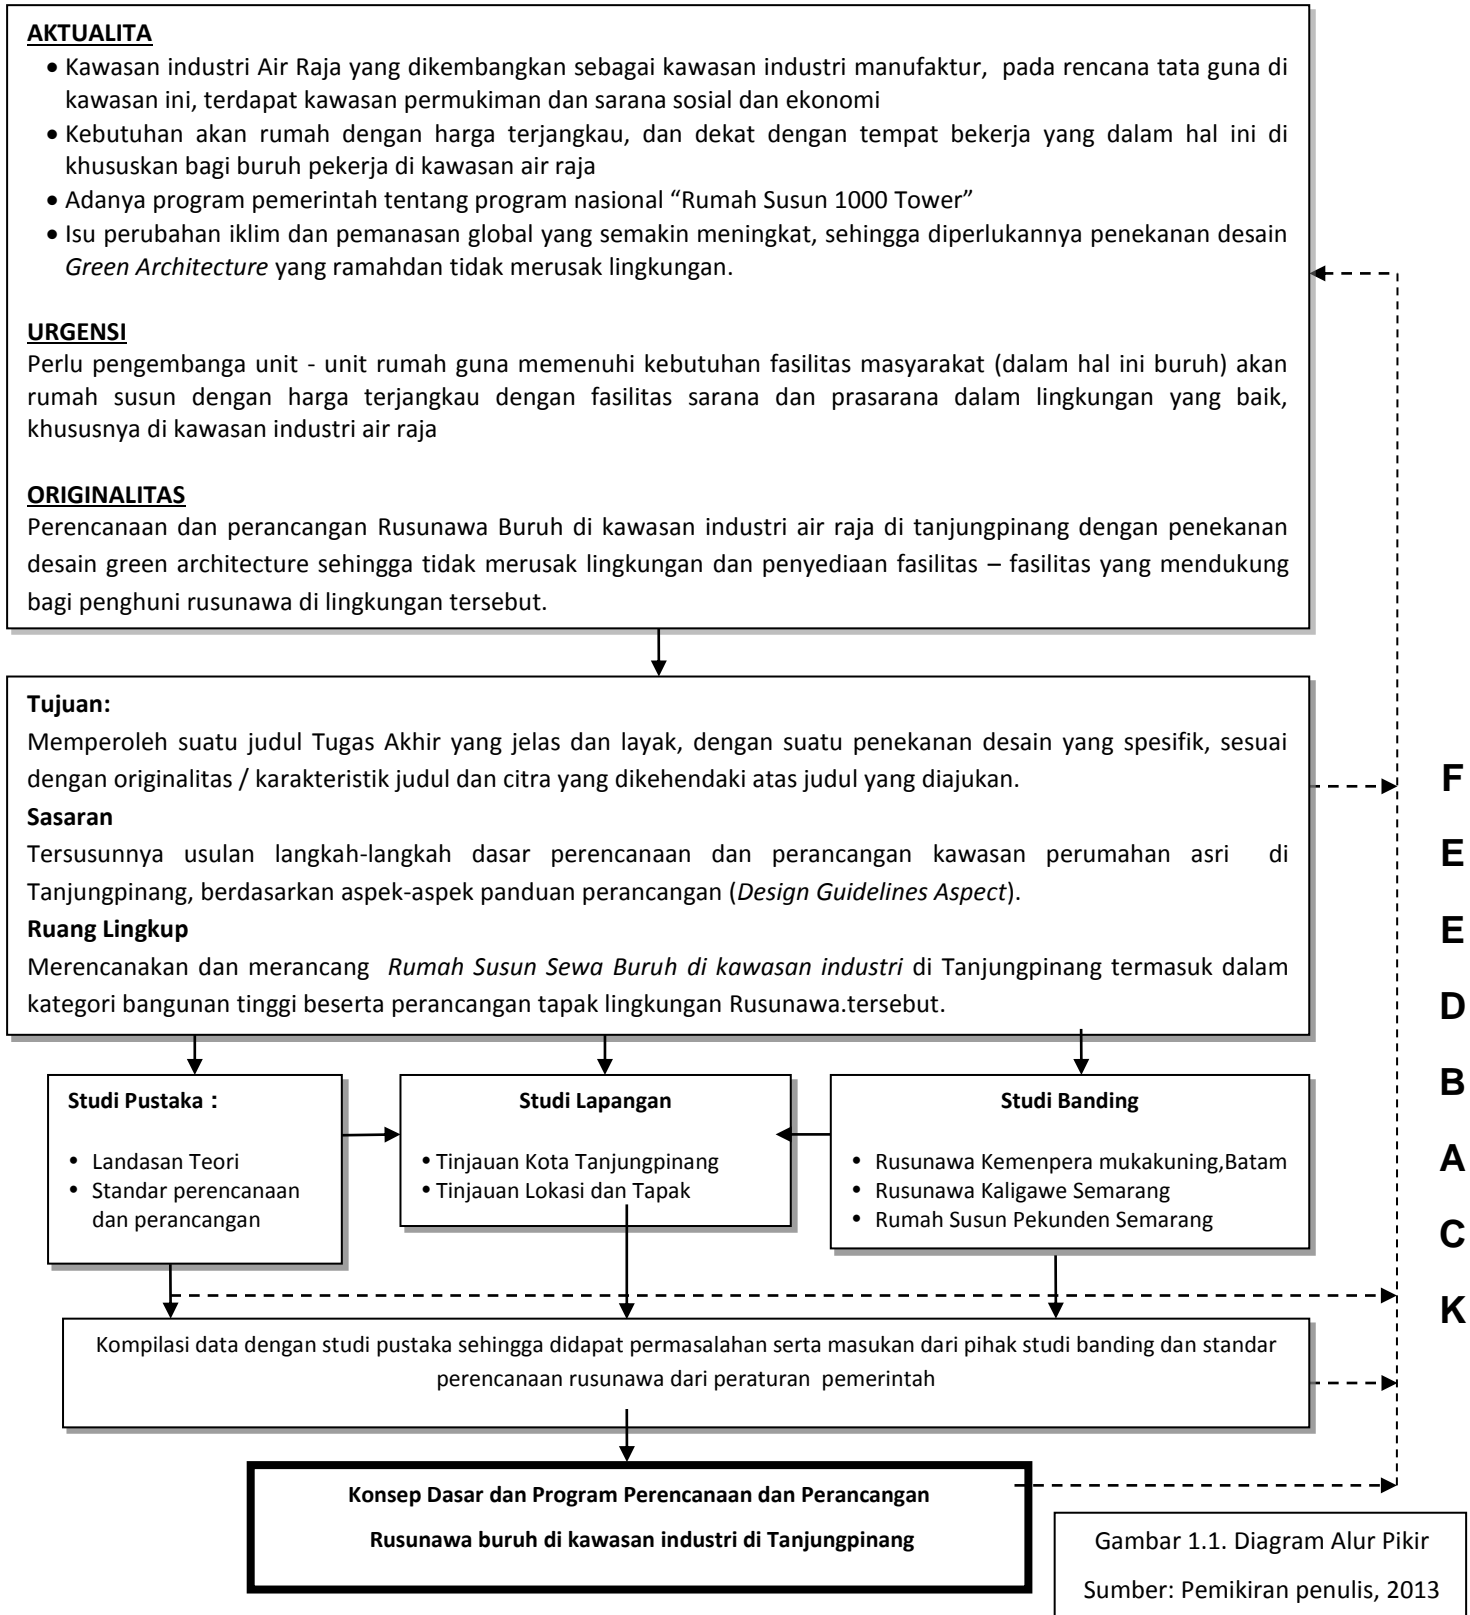 AKTUALITA
• Kawasan industri Air Raja yang dikembangkan sebagai kawasan industri manufaktur, pada rencana tata guna di
kawasan ini, terdapat kawasan permukiman dan sarana sosial dan ekonomi
• Kebutuhan akan rumah dengan harga terjangkau, dan dekat dengan tempat bekerja yang dalam hal ini di
khususkan bagi buruh pekerja di kawasan air raja
• Adanya program pemerintah tentang program nasional “Rumah Susun 1000 Tower”
• Isu perubahan iklim dan pemanasan global yang semakin meningkat, sehingga diperlukannya penekanan desain
Green Architecture yang ramahdan tidak merusak lingkungan.
URGENSI
Perlu pengembanga unit - unit rumah guna memenuhi kebutuhan fasilitas masyarakat (dalam hal ini buruh) akan
rumah susun dengan harga terjangkau dengan fasilitas sarana dan prasarana dalam lingkungan yang baik,
khususnya di kawasan industri air raja
ORIGINALITAS
Perencanaan dan perancangan Rusunawa Buruh di kawasan industri air raja di tanjungpinang dengan penekanan
desain green architecture sehingga tidak merusak lingkungan dan penyediaan fasilitas – fasilitas yang mendukung
bagi penghuni rusunawa di lingkungan tersebut.
Tujuan:
Memperoleh suatu judul Tugas Akhir yang jelas dan layak, dengan suatu penekanan desain yang spesifik, sesuai
dengan originalitas / karakteristik judul dan citra yang dikehendaki atas judul yang diajukan.
Sasaran
Tersusunnya usulan langkah-langkah dasar perencanaan dan perancangan kawasan perumahan asri di
Tanjungpinang, berdasarkan aspek-aspek panduan perancangan (Design Guidelines Aspect).
Ruang Lingkup
Merencanakan dan merancang Rumah Susun Sewa Buruh di kawasan industri di Tanjungpinang termasuk dalam
kategori bangunan tinggi beserta perancangan tapak lingkungan Rusunawa.tersebut.
Studi Pustaka :
• Landasan Teori
• Standar perencanaan
dan perancangan
Studi Lapangan
• Tinjauan Kota Tanjungpinang
• Tinjauan Lokasi dan Tapak
Studi Banding
• Rusunawa Kemenpera mukakuning,Batam
• Rusunawa Kaligawe Semarang
• Rumah Susun Pekunden Semarang
Kompilasi data dengan studi pustaka sehingga didapat permasalahan serta masukan dari pihak studi banding dan standar
perencanaan rusunawa dari peraturan pemerintah
Konsep Dasar dan Program Perencanaan dan Perancangan
Rusunawa buruh di kawasan industri di Tanjungpinang
F
E
E
D
B
A
C
K
Gambar 1.1. Diagram Alur Pikir
Sumber: Pemikiran penulis, 2013